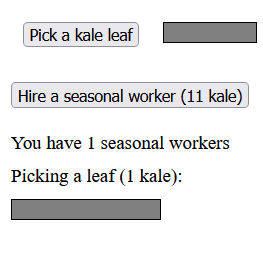 Pick a kale leaf
Hire a seasonal worker (11 kale)
You have 1 seasonal workers
Picking a leaf (1 kale):